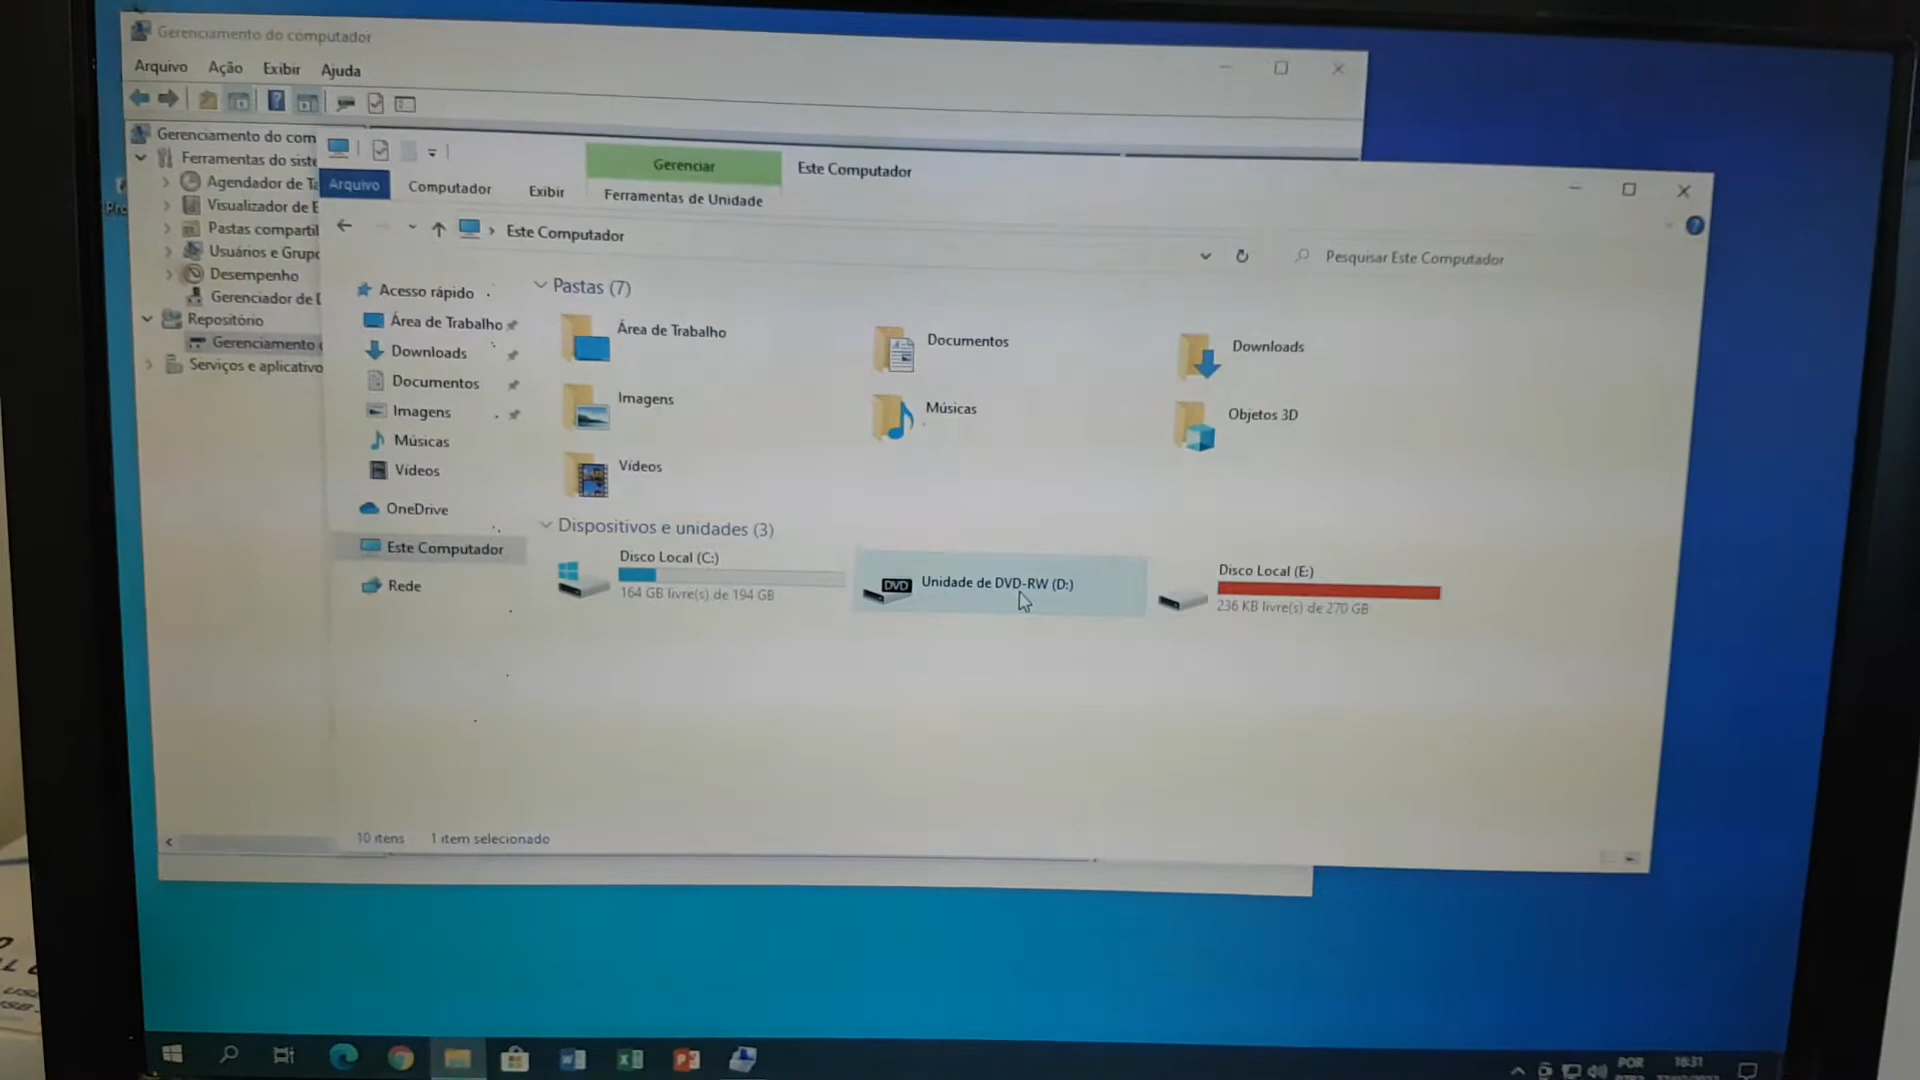 Gerenciamento do computador
Arquivo Ação Exibir Ajuda
Gerenciamento do com
Ferramentas do siste
Agendador de Ta
Visualizador de E
Pastas compartil
Usuários e Grupo
Desempenho
Gerenciador de D
Repositório
Gerenciamento
Serviços e aplicativo
Gerenciar
Este Computador
Arquivo
Computador
Exibir
Ferramentas de Unidade
Este Computador
Pesquisar Este Computador
Acesso rápido
Área de Trabalho
Downloads
Documentos
Imagens
Músicas
Vídeos
OneDrive
Este Computador
Rede
Pastas (7)
Área de Trabalho
Documentos
Downloads
Imagens
Músicas
Objetos 3D
Vídeos
Dispositivos e unidades (3)
Disco Local (C:)
164 GB livre(s) de 194 GB
DVD
Unidade de DVD-RW (D:)
Disco Local (E:)
236 KB livre(s) de 270 GB
10 itens 1 item selecionado
POR
18:31